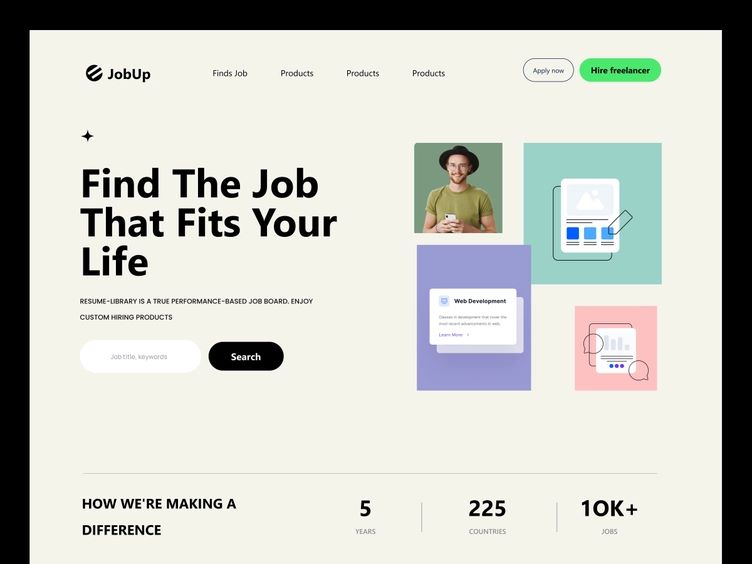 JobUp
Finds Job
Products
Products
Products
Apply now
Hire freelancer
Find The Job
That Fits Your
Life
RESUME-LIBRARY IS A TRUE PERFORMANCE-BASED JOB BOARD. ENJOY
CUSTOM HIRING PRODUCTS
Job title, keywords
Search
Web Development
Classes in development that cover the
most recent advancements in web.
Learn More
HOW WE'RE MAKING A
DIFFERENCE
5
YEARS
225
COUNTRIES
10K+
JOBS